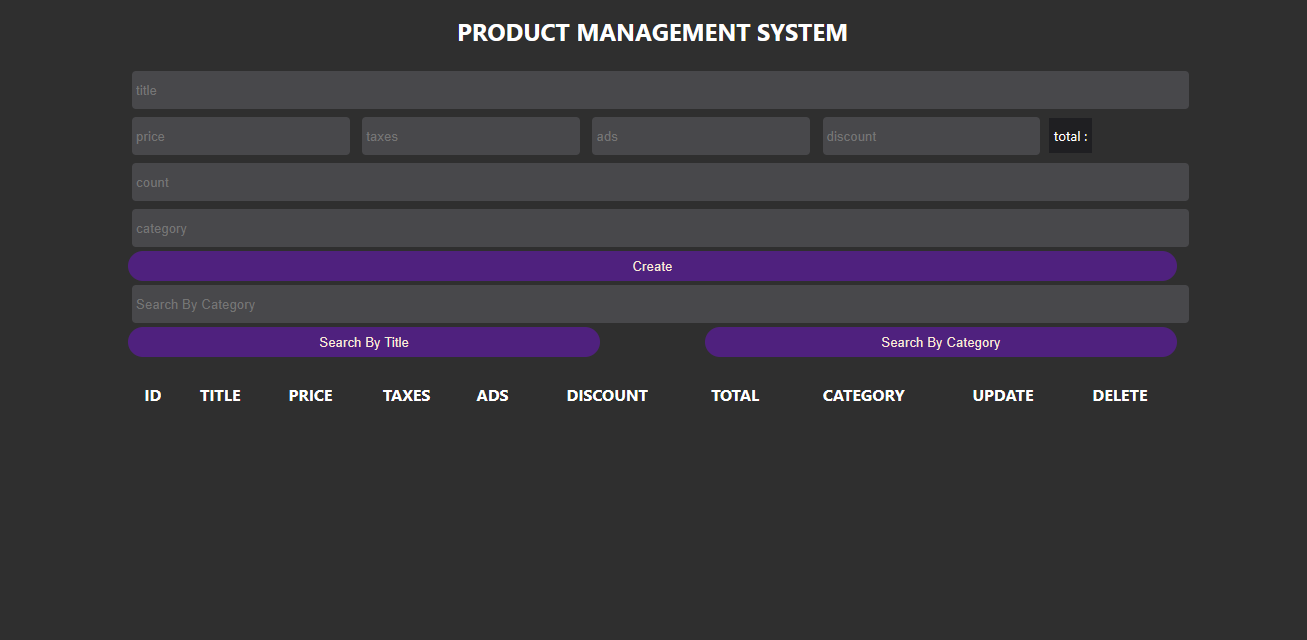 PRODUCT MANAGEMENT SYSTEM
title
price taxes ads discount total :
count
category
Create
Search By Category
Search By Title Search By Category
ID TITLE PRICE TAXES ADS DISCOUNT TOTAL CATEGORY UPDATE DELETE